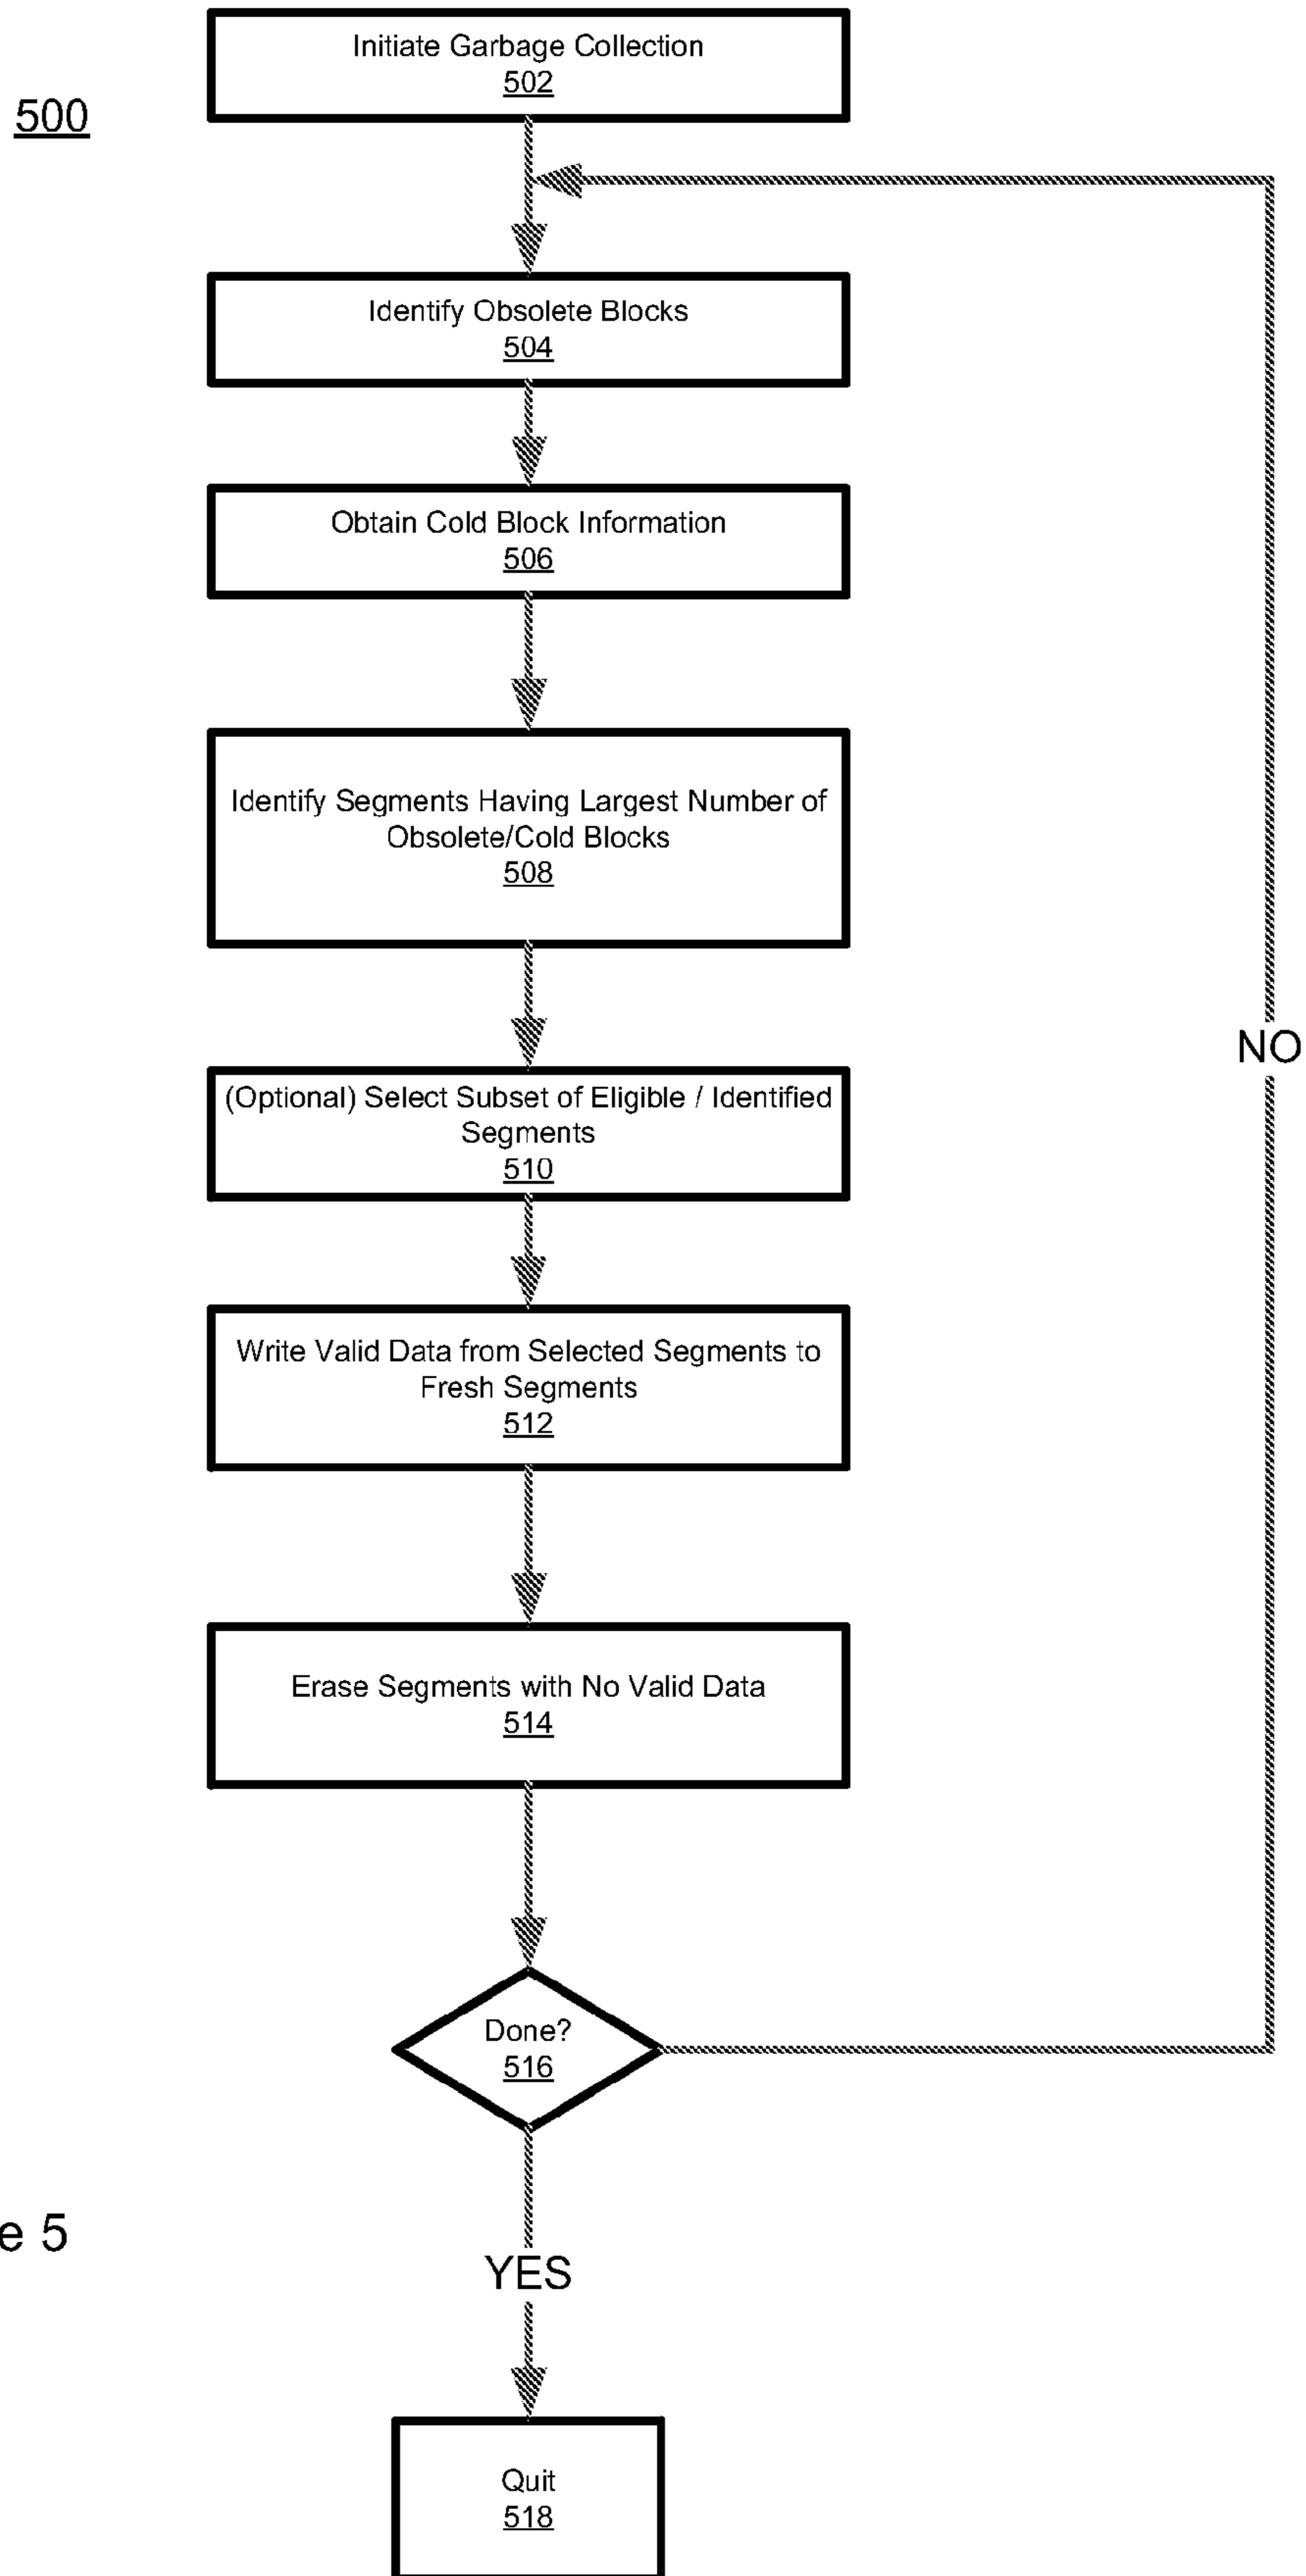 Initiate Garbage Collection
502
500
Identify Obsolete Blocks
504
Obtain Cold Block Information
506
Identify Segments Having Largest Number of
Obsolete/Cold Blocks
508
NO
(Optional) Select Subset of Eligible / Identified
Segments
510
Write Valid Data from Selected Segments to
Fresh Segments
512
Erase Segments with No Valid Data
514
Done?
516
e 5
YES
Quit
518